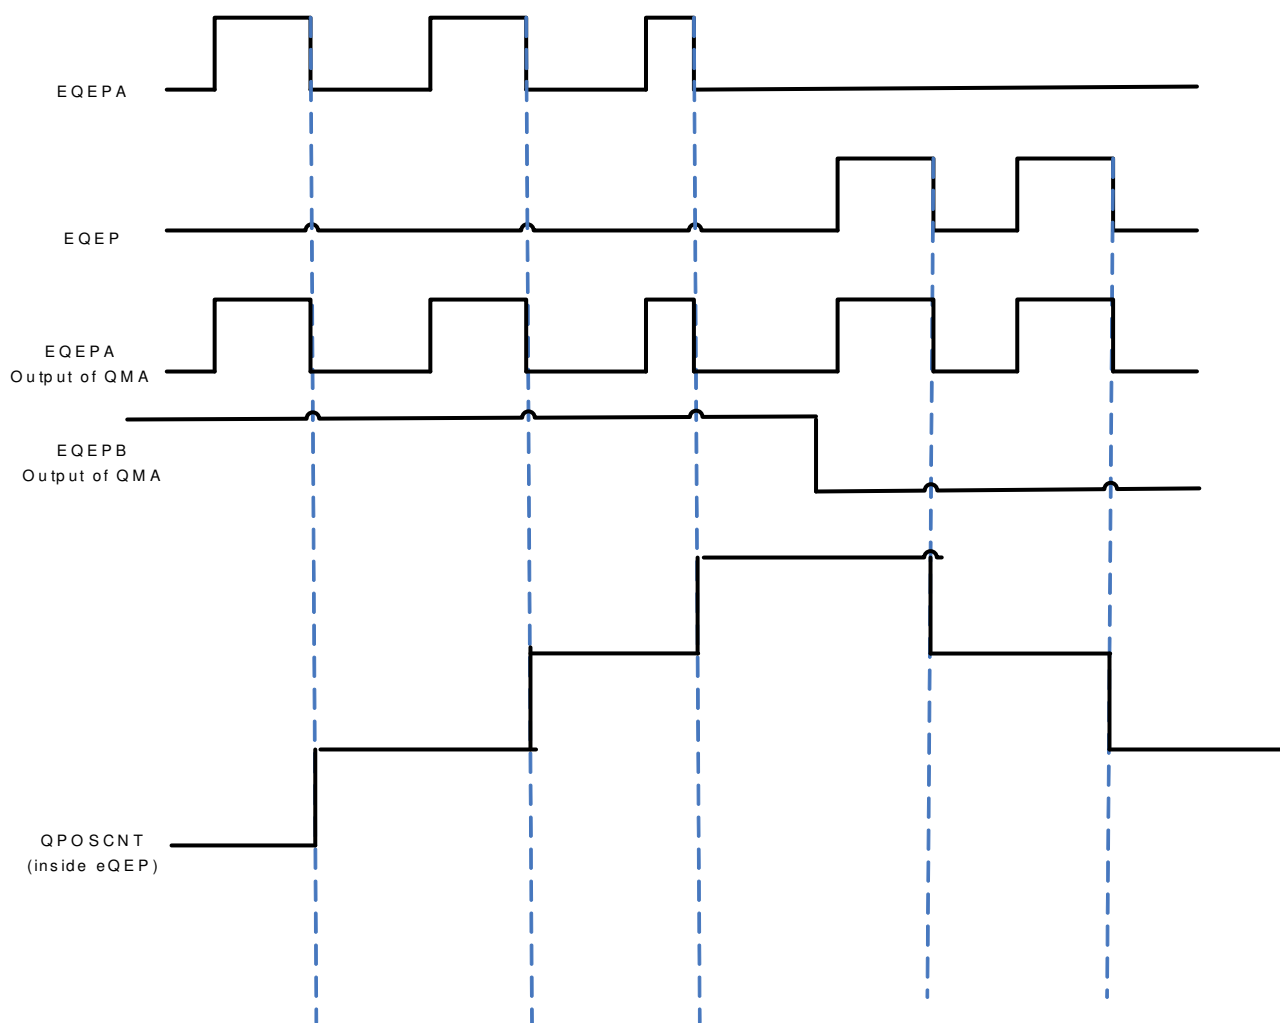 EQEPA
EQEP
EQEPA
Output of QMA
EQEPB
Output of QMA
QPOSCNT
(inside eQEP)